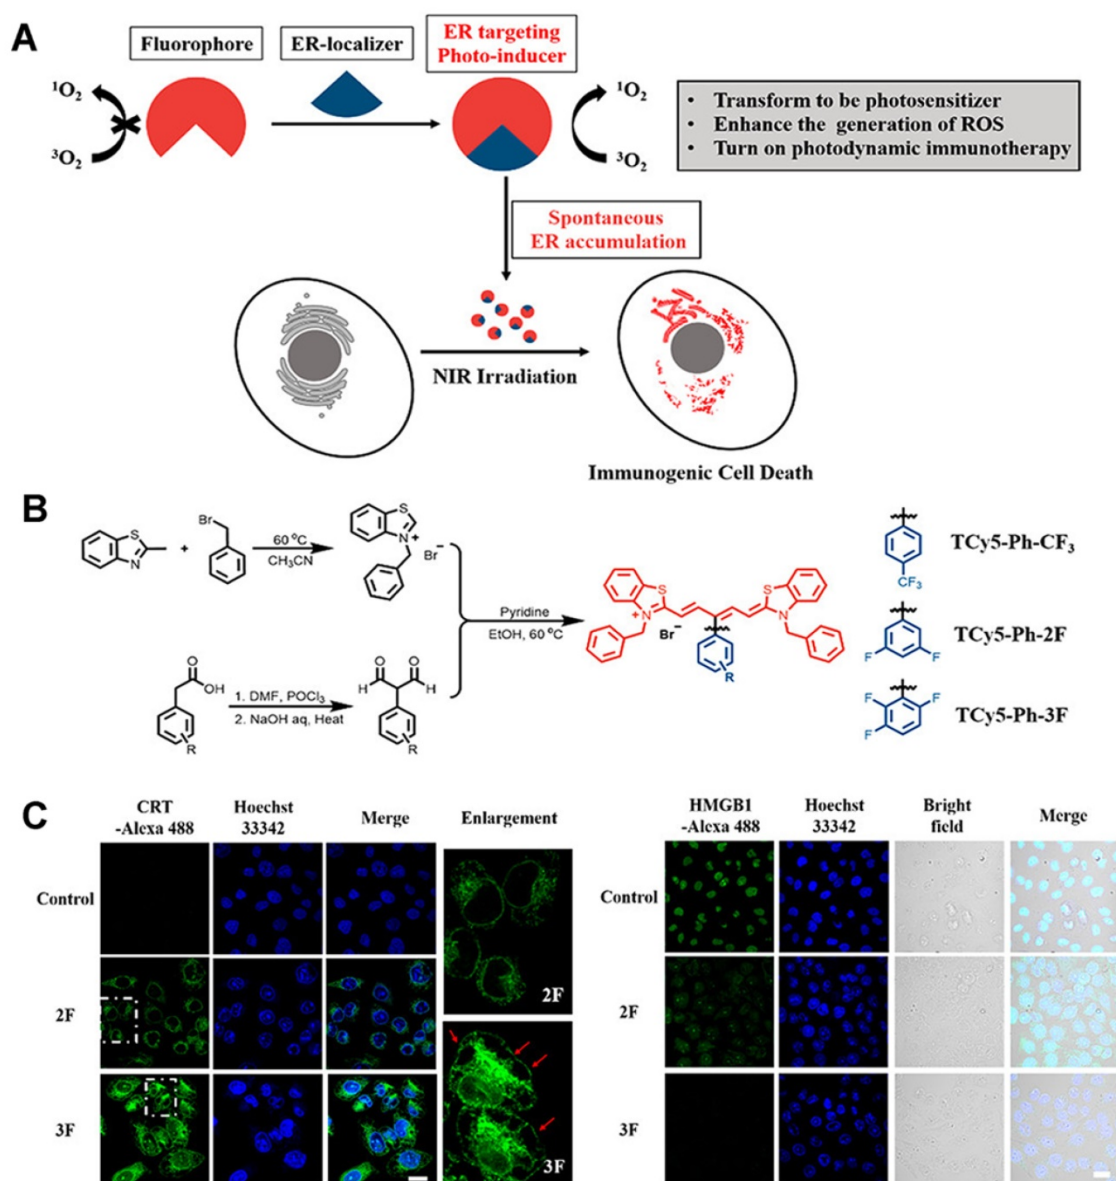 A
Fluorophore
ER-localizer
ER targeting
Photo-inducer
¹O₂
³O₂
¹O₂
³O₂
• Transform to be photosensitizer
• Enhance the generation of ROS
• Turn on photodynamic immunotherapy
Spontaneous
ER accumulation
NIR Irradiation
Immunogenic Cell Death
B
S
N
+
Br
60 °C
CH₃CN
S
N
+
Br⁻
O
OH
R
1. DMF, POCl₃
2. NaOH aq, Heat
O
O
H
H
R
Pyridine
EtOH, 60 °C
S
N
+
Br⁻
R
S
N
CF₃
TCy5-Ph-CF₃
F
F
TCy5-Ph-2F
F
F
F
TCy5-Ph-3F
C
CRT
-Alexa 488
Hoechst
33342
Merge
Enlargement
Control
2F
3F
2F
3F
HMGB1
-Alexa 488
Hoechst
33342
Bright
field
Merge
Control
2F
3F